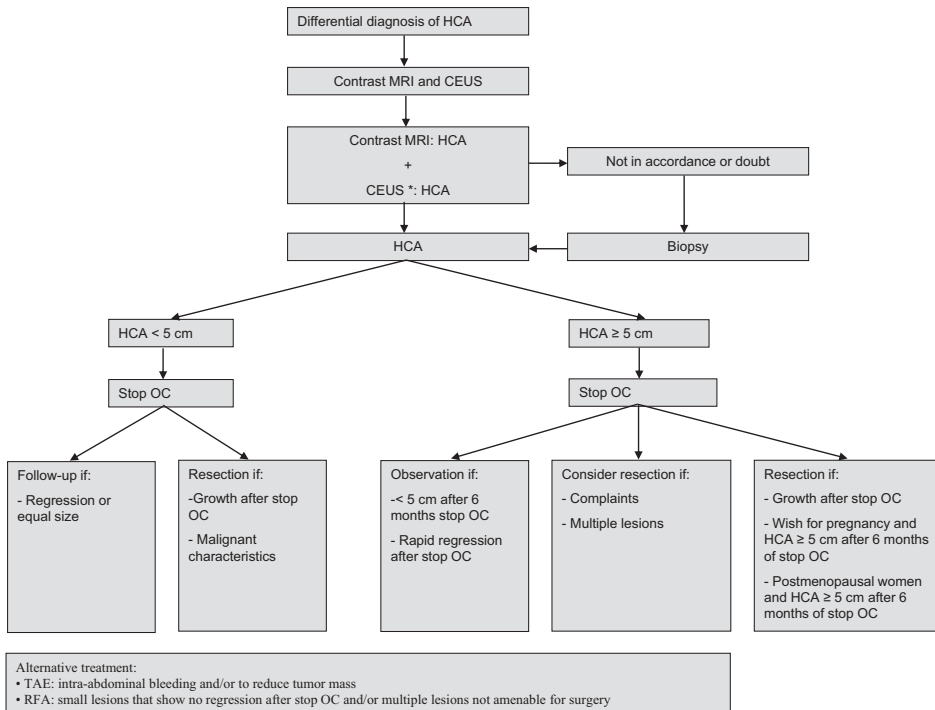 Differential diagnosis of HCA
Contrast MRI and CEUS
Contrast MRI: HCA
+
CEUS *: HCA
Not in accordance or doubt
HCA
Biopsy
HCA < 5 cm
HCA ≥ 5 cm
Stop OC
Stop OC
Follow-up if:
- Regression or
equal size
Resection if:
-Growth after stop
OC
- Malignant
characteristics
Observation if:
-< 5 cm after 6
months stop OC
- Rapid regression
after stop OC
Consider resection if:
- Complaints
- Multiple lesions
Resection if:
- Growth after stop OC
- Wish for pregnancy and
HCA ≥ 5 cm after 6 months
of stop OC
- Postmenopausal women
and HCA ≥ 5 cm after 6
months of stop OC
Alternative treatment:
• TAE: intra-abdominal bleeding and/or to reduce tumor mass
• RFA: small lesions that show no regression after stop OC and/or multiple lesions not amenable for surgery